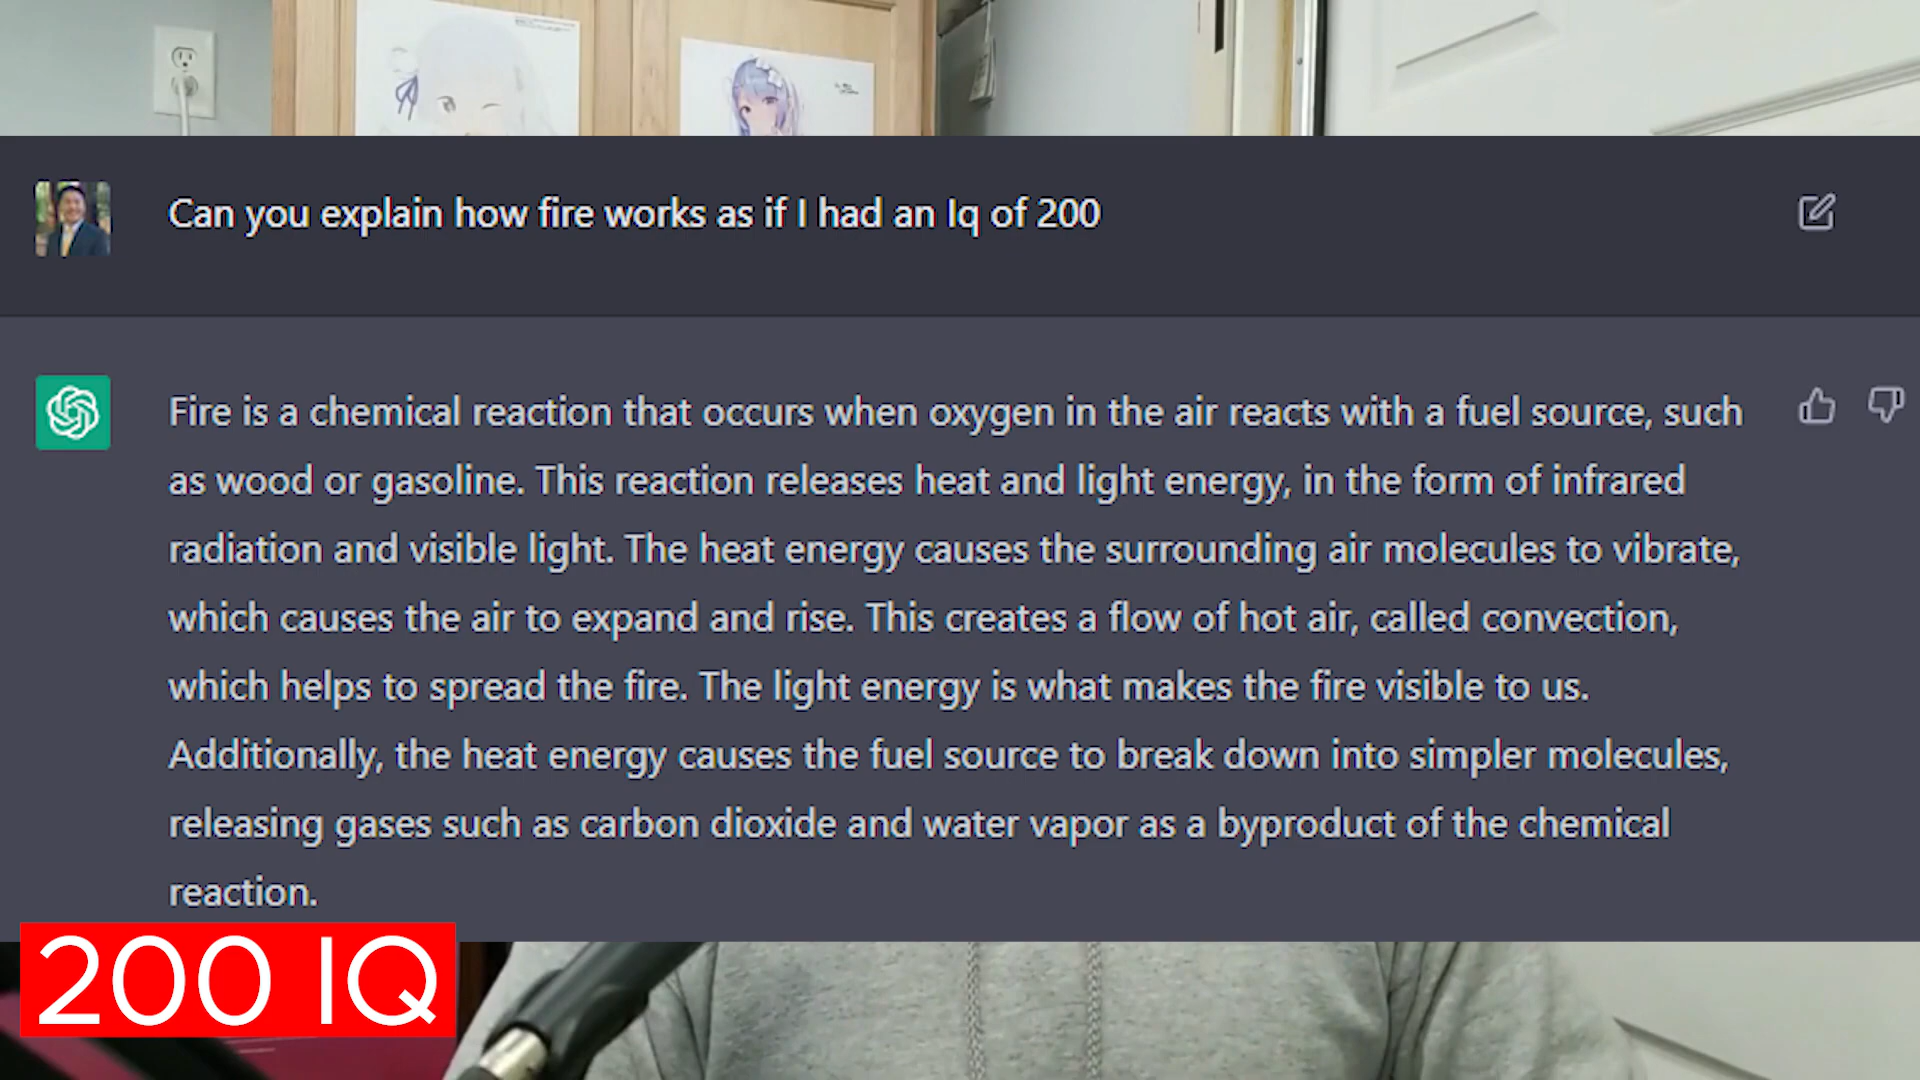 Can you explain how fire works as if I had an Iq of 200
Fire is a chemical reaction that occurs when oxygen in the air reacts with a fuel source, such
as wood or gasoline. This reaction releases heat and light energy, in the form of infrared
radiation and visible light. The heat energy causes the surrounding air molecules to vibrate,
which causes the air to expand and rise. This creates a flow of hot air, called convection,
which helps to spread the fire. The light energy is what makes the fire visible to us.
Additionally, the heat energy causes the fuel source to break down into simpler molecules,
releasing gases such as carbon dioxide and water vapor as a byproduct of the chemical
reaction.
200 IQ